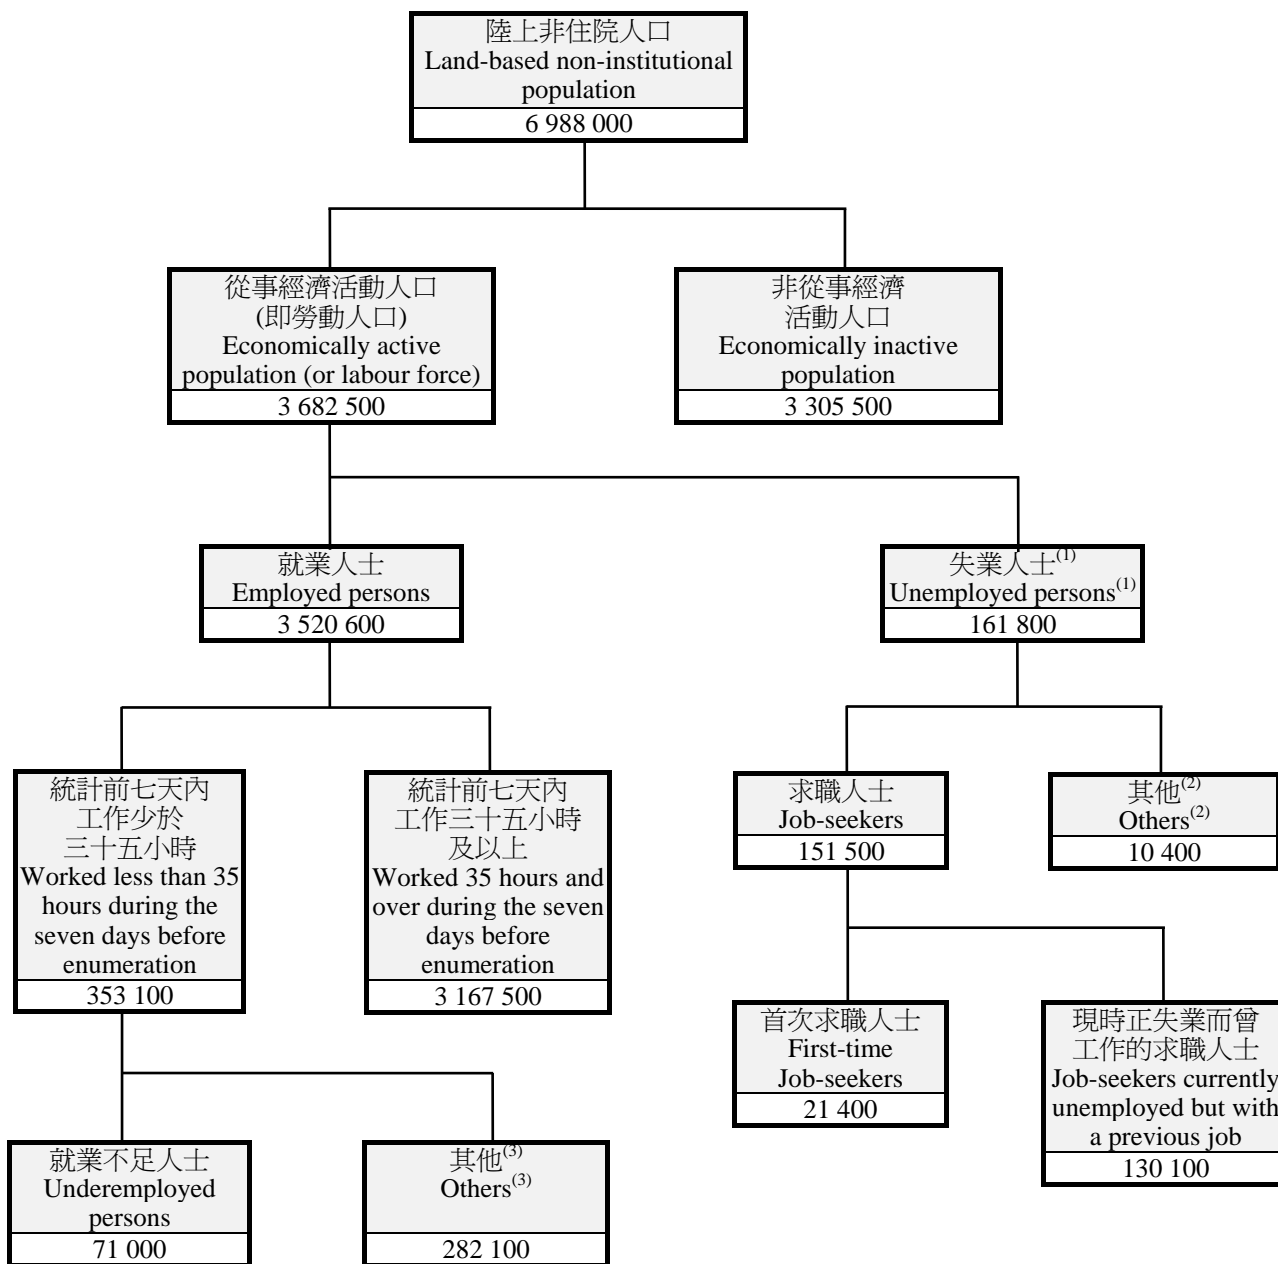 陸上非住院人口
Land-based non-institutional
population
6 988 000
從事經濟活動人口
(即勞動人口)
Economically active
population (or labour force)
3 682 500
非從事經濟
活動人口
Economically inactive
population
3 305 500
就業人士
Employed persons
3 520 600
失業人士(1)
Unemployed persons(1)
161 800
統計前七天內
工作少於
三十五小時
Worked less than 35
hours during the
seven days before
enumeration
353 100
統計前七天內
工作三十五小時
及以上
Worked 35 hours and
over during the seven
days before
enumeration
3 167 500
求職人士
Job-seekers
151 500
其他(2)
Others(2)
10 400
首次求職人士
First-time
Job-seekers
21 400
現時正失業而曾
工作的求職人士
Job-seekers currently
unemployed but with
a previous job
130 100
就業不足人士
Underemployed
persons
71 000
其他(3)
Others(3)
282 100